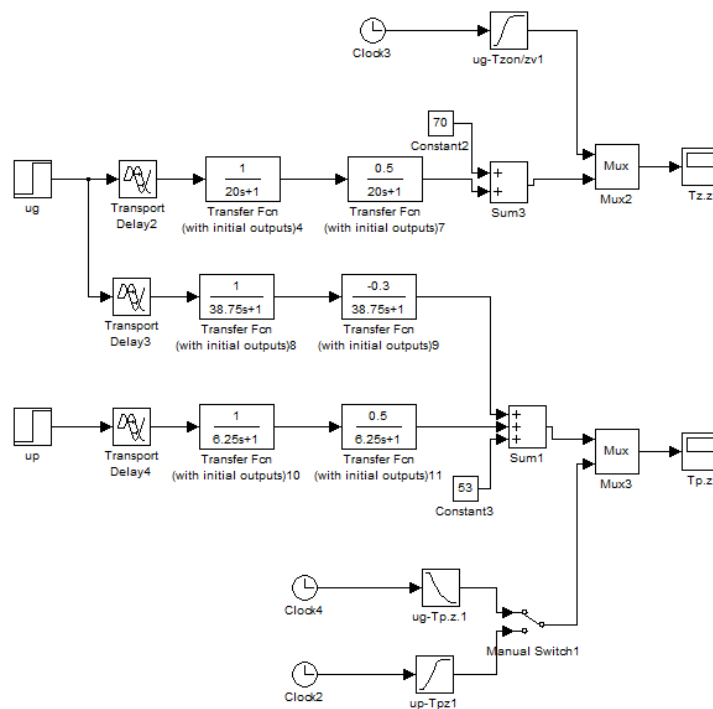 Clock3
ug-Tzon/zv1
70
Constant2
ug
Transport
Delay2
1
20s+1
Transfer Fcn
(with initial outputs)4
0.5
20s+1
Transfer Fcn
(with initial outputs)7
+
+
Sum3
Mux
Mux2
Tz.z
Transport
Delay3
1
38.75s+1
Transfer Fcn
(with initial outputs)8
-0.3
38.75s+1
Transfer Fcn
(with initial outputs)9
up
Transport
Delay4
1
6.25s+1
Transfer Fcn
(with initial outputs)10
0.5
6.25s+1
Transfer Fcn
(with initial outputs)11
+
+
+
Sum1
53
Constant3
Mux
Mux3
Tp.z
Clock4
ug-Tp.z.1
Manual Switch1
Clock2
up-Tpz1